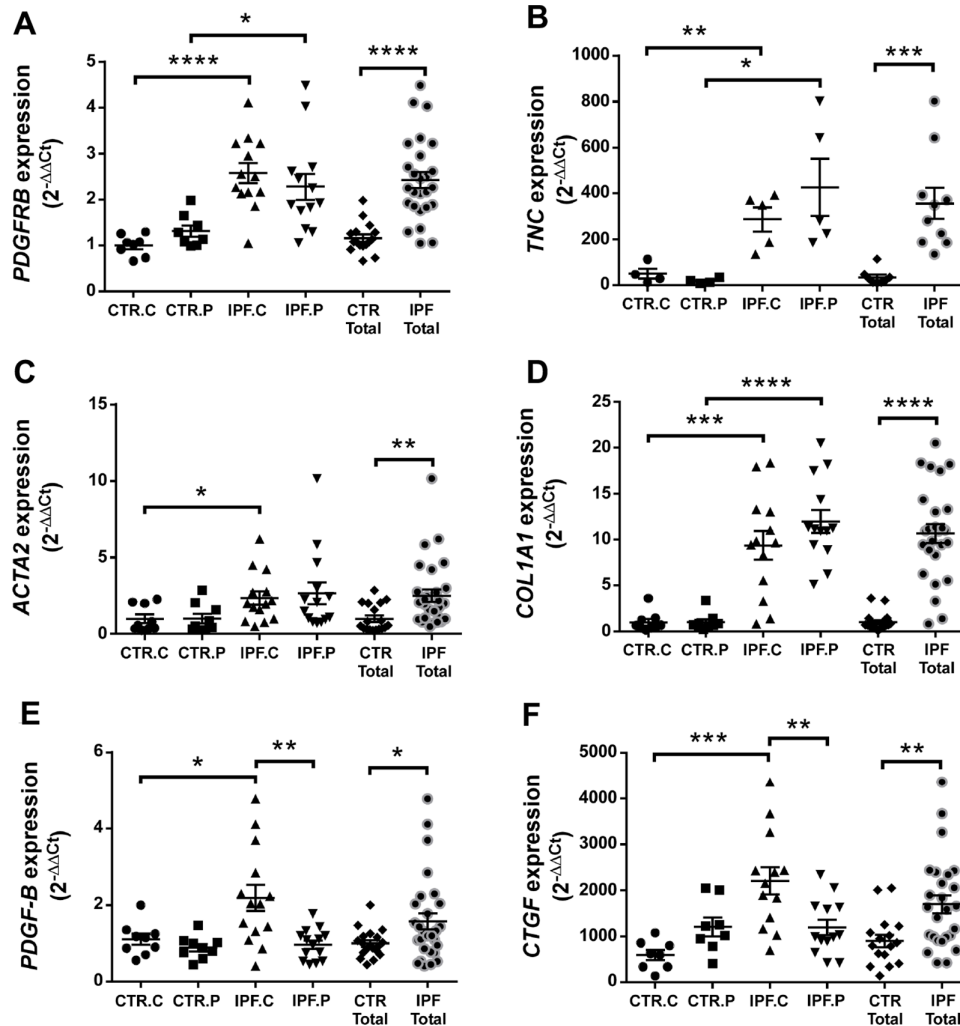 A
B
PDGFRB expression
(2-ΔΔCt)
5
4
3
2
1
0
****
*
****
CTR.C
CTR.P
IPF.C
IPF.P
CTR
Total
IPF
Total
TNC expression
(2-ΔΔCt)
1000
800
600
400
200
0
**
*
***
CTR.C
CTR.P
IPF.C
IPF.P
CTR
Total
IPF
Total
C
D
ACTA2 expression
(2-ΔΔCt)
15
10
5
0
*
**
CTR.C
CTR.P
IPF.C
IPF.P
CTR
Total
IPF
Total
COL1A1 expression
(2-ΔΔCt)
25
20
15
10
5
0
***
****
****
CTR.C
CTR.P
IPF.C
IPF.P
CTR
Total
IPF
Total
E
F
PDGF-B expression
(2-ΔΔCt)
6
4
2
0
*
**
*
CTR.C
CTR.P
IPF.C
IPF.P
CTR
Total
IPF
Total
CTGF expression
(2-ΔΔCt)
5000
4000
3000
2000
1000
0
***
**
**
CTR.C
CTR.P
IPF.C
IPF.P
CTR
Total
IPF
Total